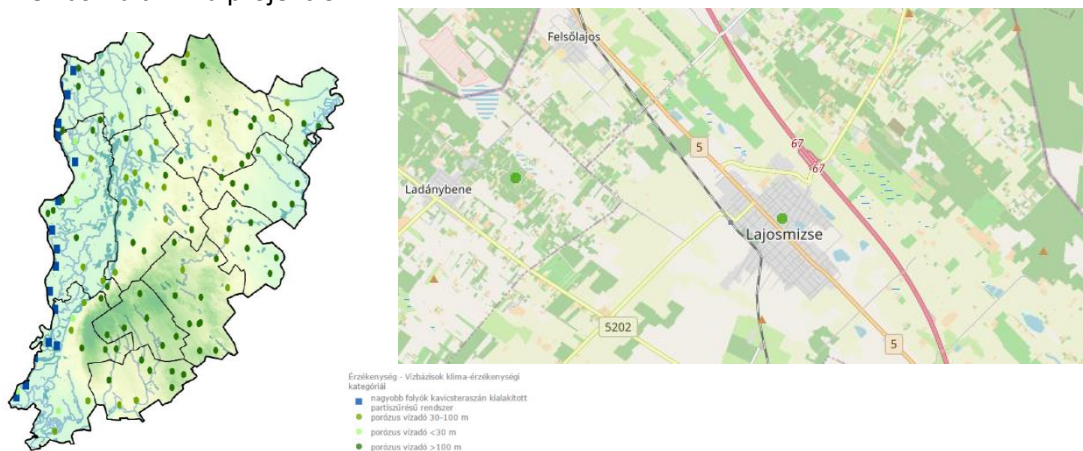 Felsőlajos
67
5
67
Ladánybene
Lajosmizse
5202
5
Érzékenység - Vízbázisok klíma-érzékenységi
kategóriái
nagyobb folyók kavicsteraszán kialakított
partiszűrésű rendszer
porózus vízadó 30-100 m
porózus vízadó <30 m
porózus vízadó >100 m